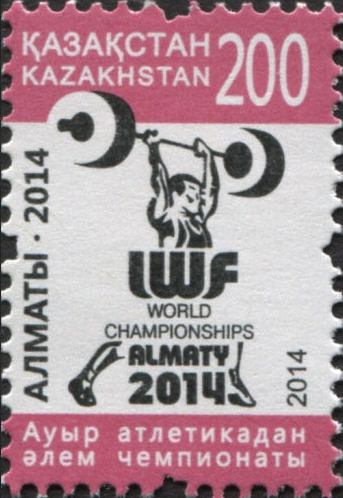 ҚАЗАҚСТАН
KAZAKHSTAN
200
АЛМАТЫ · 2014
IWF
WORLD
CHAMPIONSHIPS
ALMATY
2014
2014
Ауыр атлетикадан
әлем чемпионаты